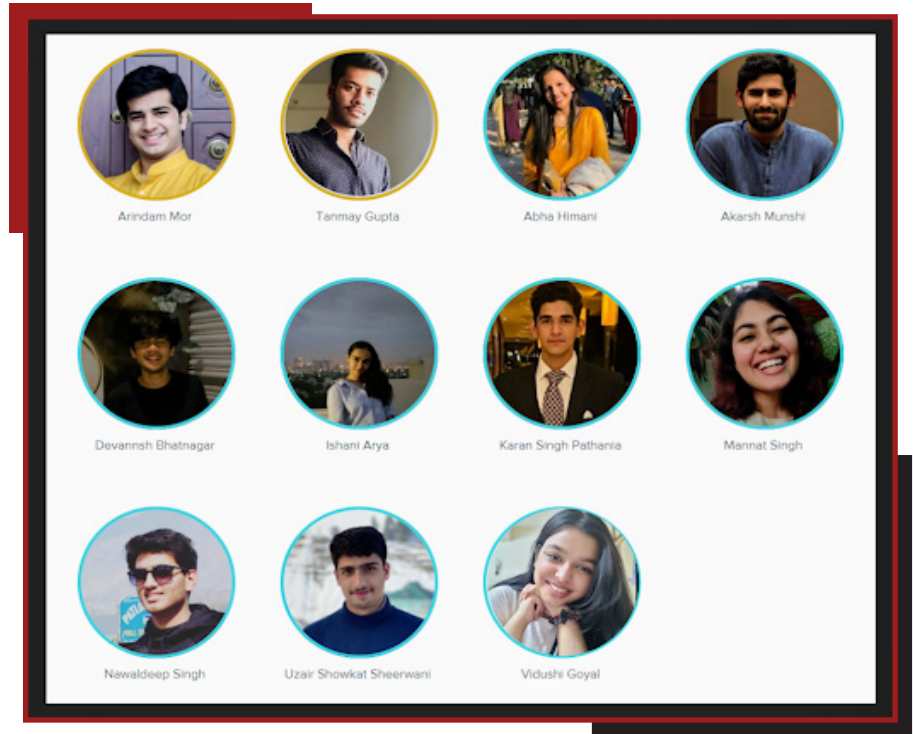 Arindam Mor
Tanmay Gupta
Abha Himani
Akarsh Munshi
Devannsh Bhatnagar
Ishani Arya
Karan Singh Pathania
Mannat Singh
Nawaldeep Singh
Uzair Showkat Sheerwani
Vidushi Goyal